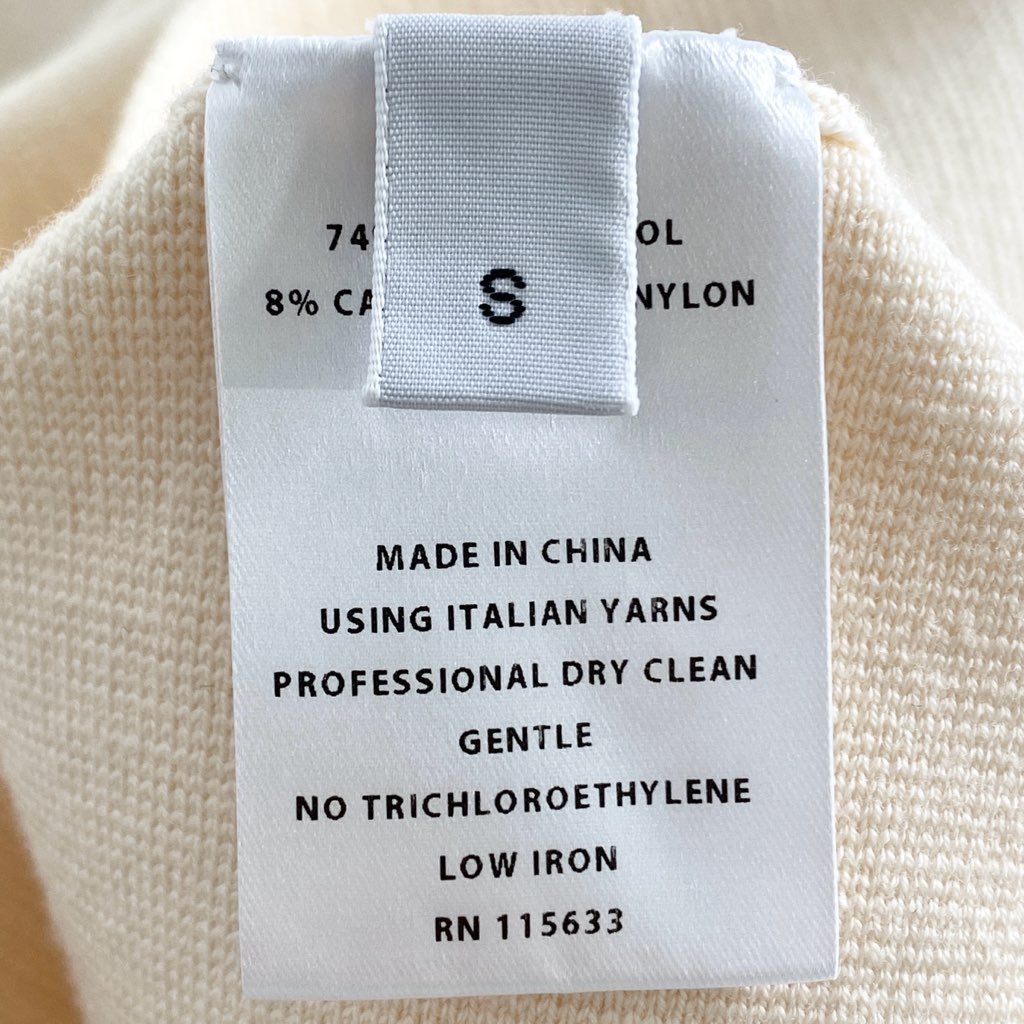 74
8% CA NYLON
S
MADE IN CHINA
USING ITALIAN YARNS
PROFESSIONAL DRY CLEAN
GENTLE
NO TRICHLOROETHYLENE
LOW IRON
RN 115633